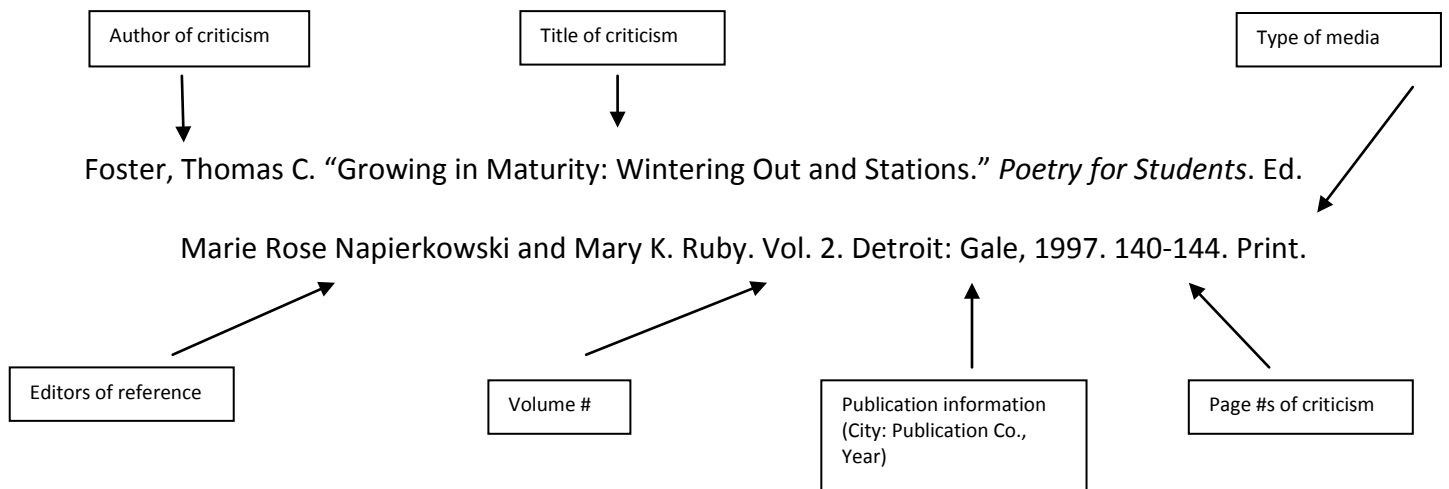 Author of criticism
Title of criticism
Type of media
Foster, Thomas C. “Growing in Maturity: Wintering Out and Stations.” Poetry for Students. Ed.
Marie Rose Napierkowski and Mary K. Ruby. Vol. 2. Detroit: Gale, 1997. 140-144. Print.
Editors of reference
Volume #
Publication information
(City: Publication Co.,
Year)
Page #s of criticism